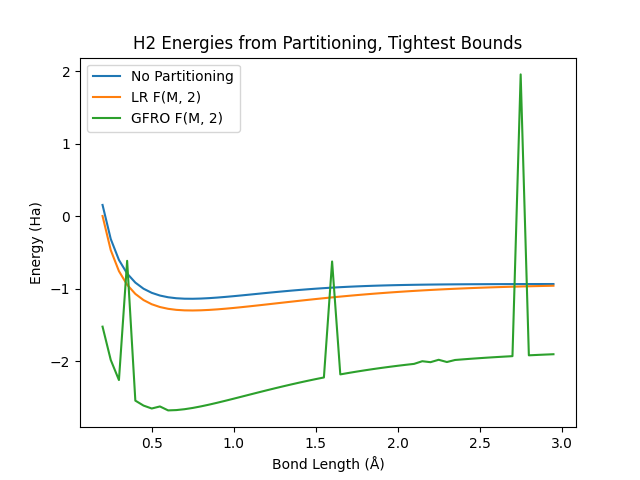 H2 Energies from Partitioning, Tightest Bounds
No Partitioning
LR F(M, 2)
GFRO F(M, 2)
Energy (Ha)
2
1
0
−1
−2
0.5 1.0 1.5 2.0 2.5 3.0
Bond Length (Å)